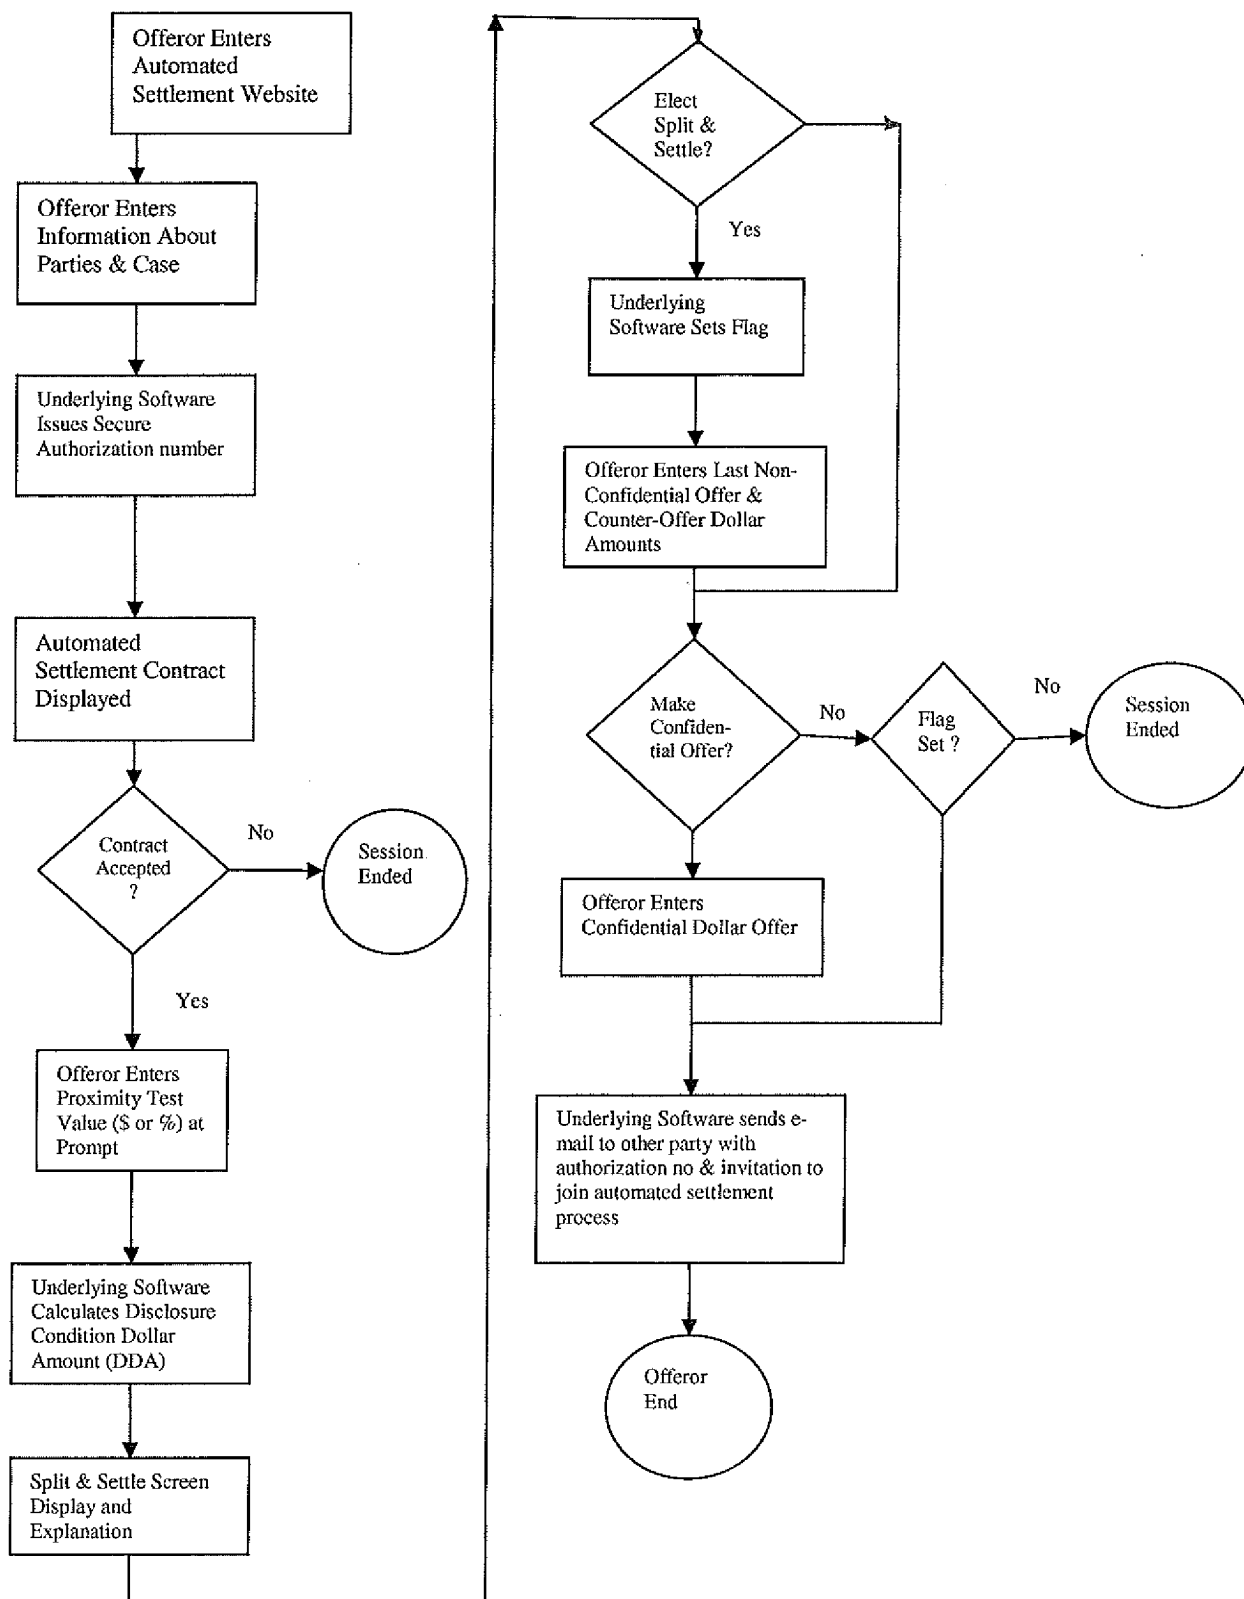 Offeror Enters
Automated
Settlement Website
Offeror Enters
Information About
Parties & Case
Underlying Software
Issues Secure
Authorization number
Automated
Settlement Contract
Displayed
Contract
Accepted
?
No
Session
Ended
Yes
Offeror Enters
Proximity Test
Value ($ or %) at
Prompt
Underlying Software
Calculates Disclosure
Condition Dollar
Amount (DDA)
Split & Settle Screen
Display and
Explanation
Elect
Split &
Settle?
Yes
Underlying
Software Sets Flag
Offeror Enters Last Non-
Confidential Offer &
Counter-Offer Dollar
Amounts
Make
Confiden-
tial Offer?
No
Flag
Set ?
No
Session
Ended
Offeror Enters
Confidential Dollar Offer
Underlying Software sends e-
mail to other party with
authorization no & invitation to
join automated settlement
process
Offeror
End